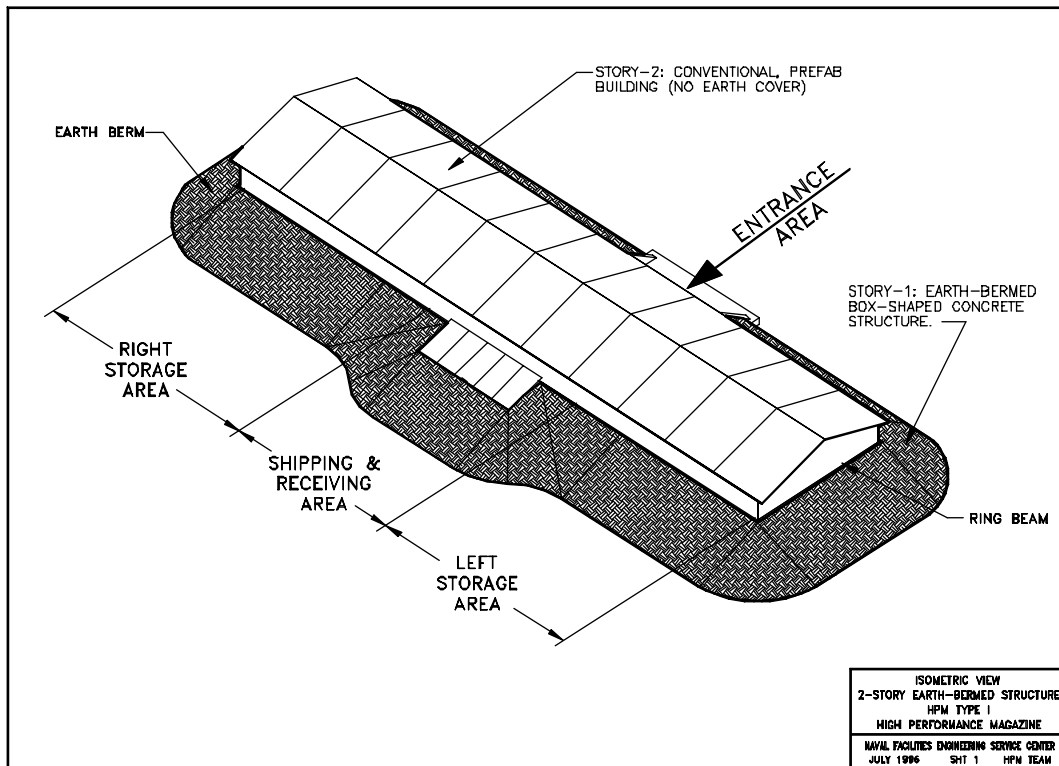 STORY-2: CONVENTIONAL, PREFAB
BUILDING (NO EARTH COVER)
EARTH BERM
ENTRANCE
AREA
STORY-1: EARTH-BERMED
BOX-SHAPED CONCRETE
STRUCTURE.
RIGHT
STORAGE
AREA
SHIPPING &
RECEIVING
AREA
RING BEAM
LEFT
STORAGE
AREA
ISOMETRIC VIEW
2-STORY EARTH-BERMED STRUCTURE
HPM TYPE I
HIGH PERFORMANCE MAGAZINE
NAVAL FACILITIES ENGINEERING SERVICE CENTER
JULY 1996 SHT 1 HPM TEAM